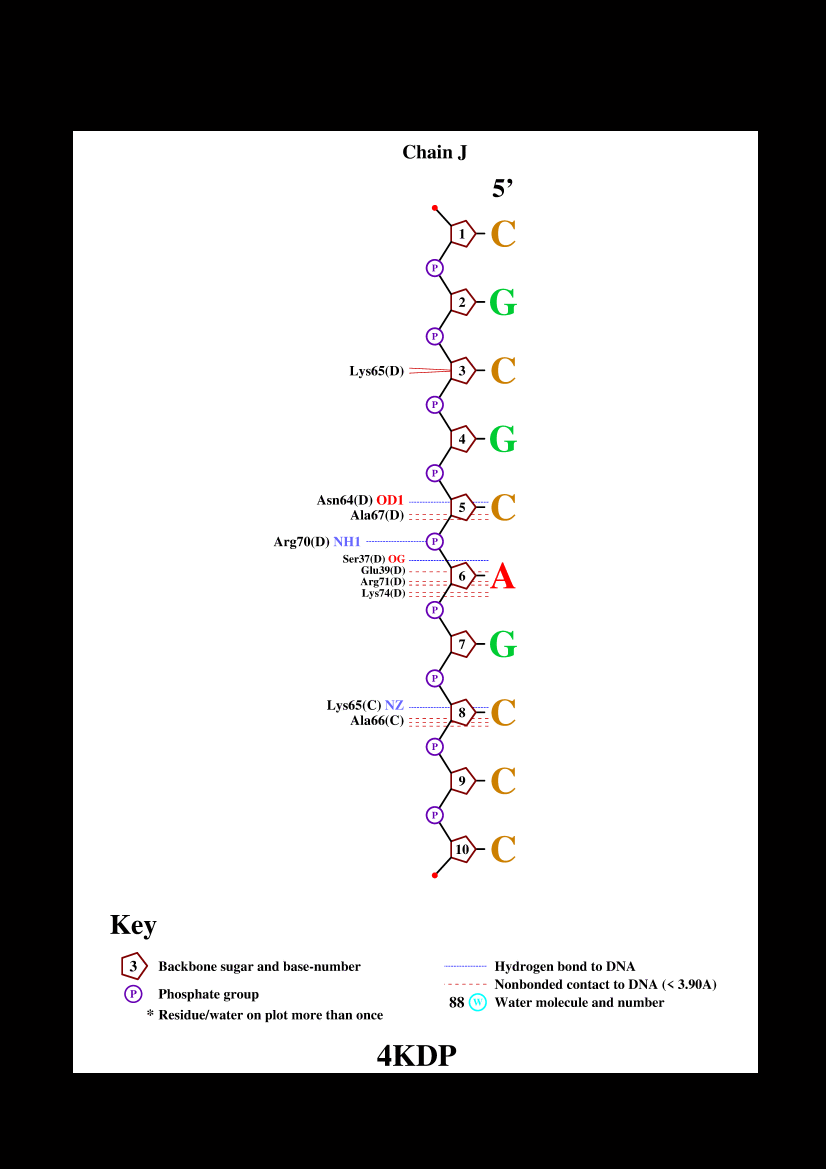 Chain J
5’
1 C
P
2 G
P
Lys65(D) 3 C
P
4 G
P
Asn64(D) OD1 5 C
Ala67(D)
Arg70(D) NH1 P
Ser37(D) OG
Glu39(D) 6 A
Arg71(D)
Lys74(D)
P
7 G
P
Lys65(C) NZ 8 C
Ala66(C)
P
9 C
P
10 C
Key
3 Backbone sugar and base-number
P Phosphate group
* Residue/water on plot more than once
Hydrogen bond to DNA
Nonbonded contact to DNA (< 3.90A)
88 W Water molecule and number
4KDP